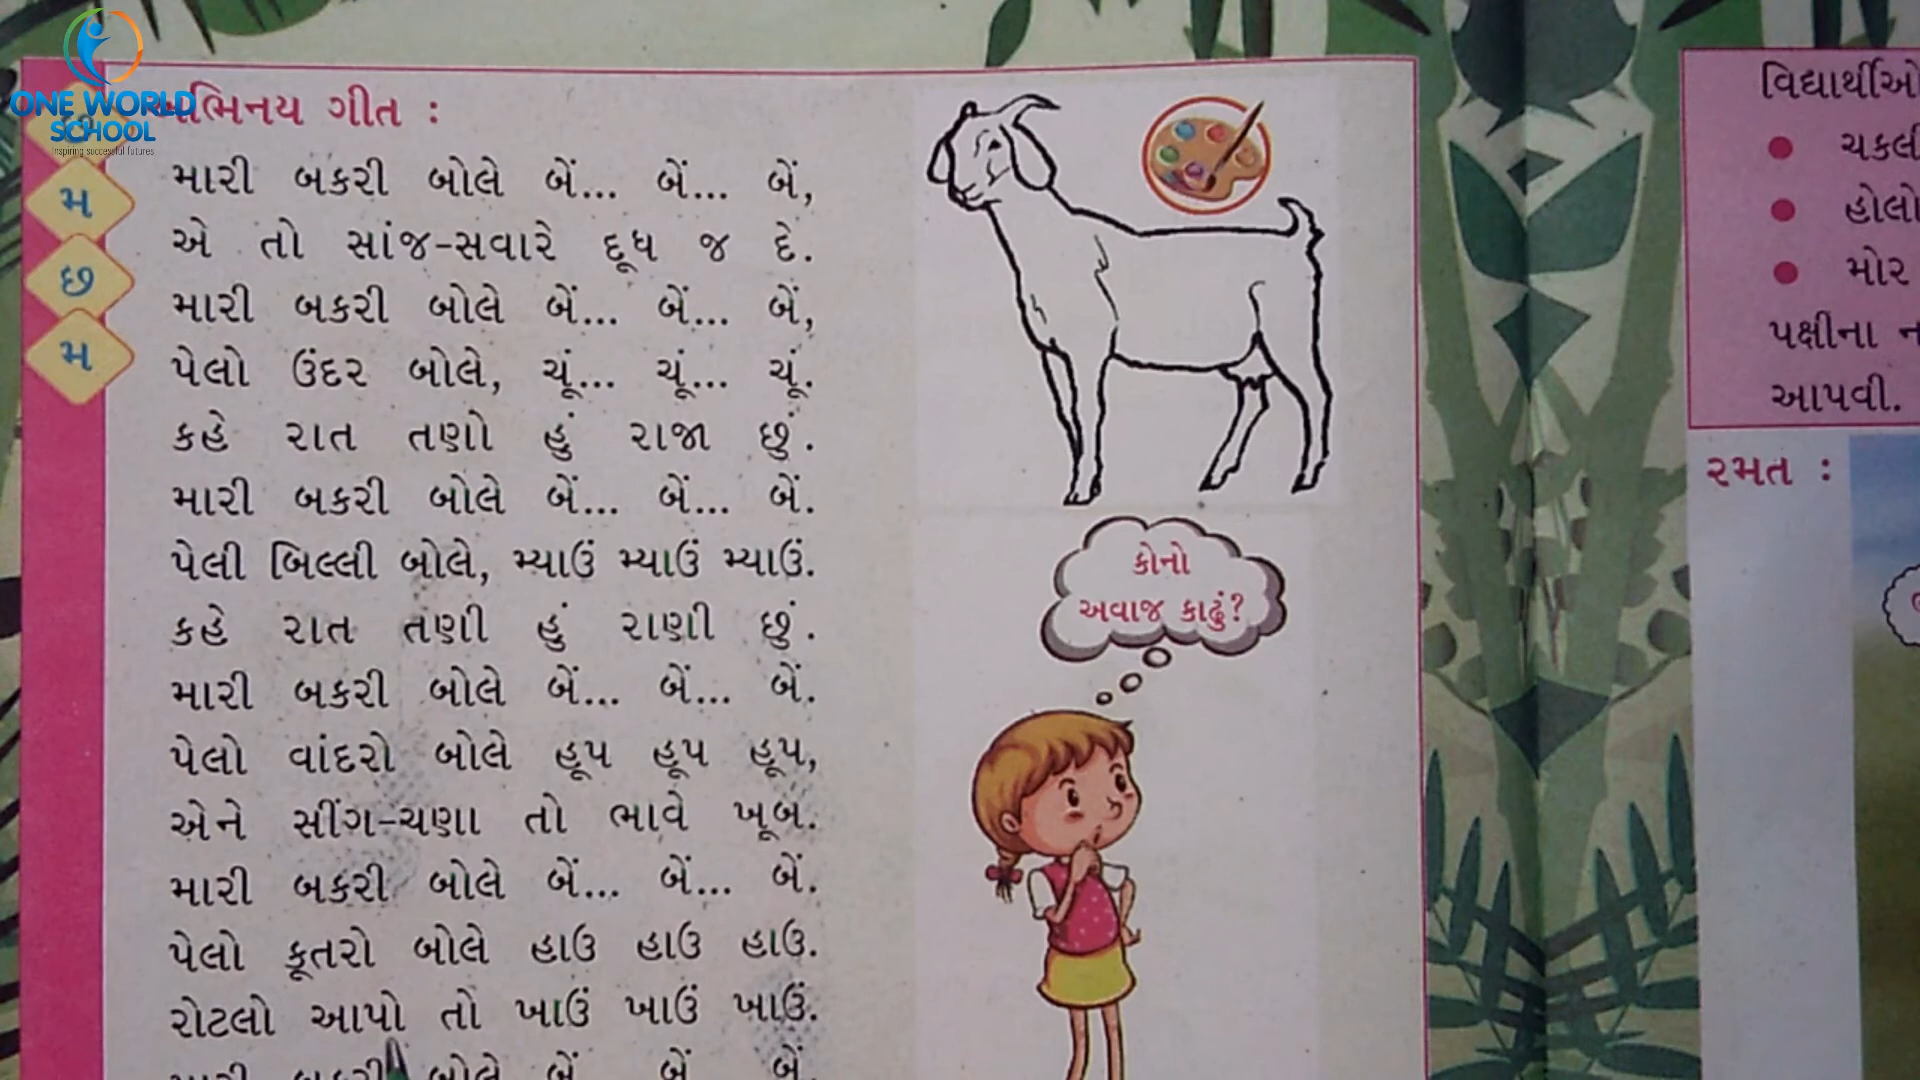 ONE WORLD
SCHOOL
Inspiring successful futures
અભિનય ગીત :
મ
છ
મ
મારી બકરી બોલે બેં... બેં... બેં,
એ તો સાંજ-સવારે દૂધ જ દે.
મારી બકરી બોલે બેં... બેં... બેં,
પેલો ઉંદર બોલે, ચૂં... ચૂં... ચૂં.
કહે રાત તણો હું રાજા છું.
મારી બકરી બોલે બેં... બેં... બેં.
પેલી બિલ્લી બોલે, મ્યાઉં મ્યાઉં મ્યાઉં.
કહે રાત તણી હું રાણી છું.
મારી બકરી બોલે બેં... બેં... બેં.
પેલો વાંદરો બોલે હૂપ હૂપ હૂપ,
એને સીંગ-ચણા તો ભાવે ખૂબ.
મારી બકરી બોલે બેં... બેં... બેં.
પેલો કૂતરો બોલે હાઉ હાઉ હાઉ.
રોટલો આપો તો ખાઉં ખાઉં ખાઉં.
મારી બકરી બોલે બેં બેં બેં
કોનો
અવાજ કાઢું?
વિદ્યાર્થીઓ
ચકલી
હોલો
મોર
પક્ષીના
આપવી.
રમત :